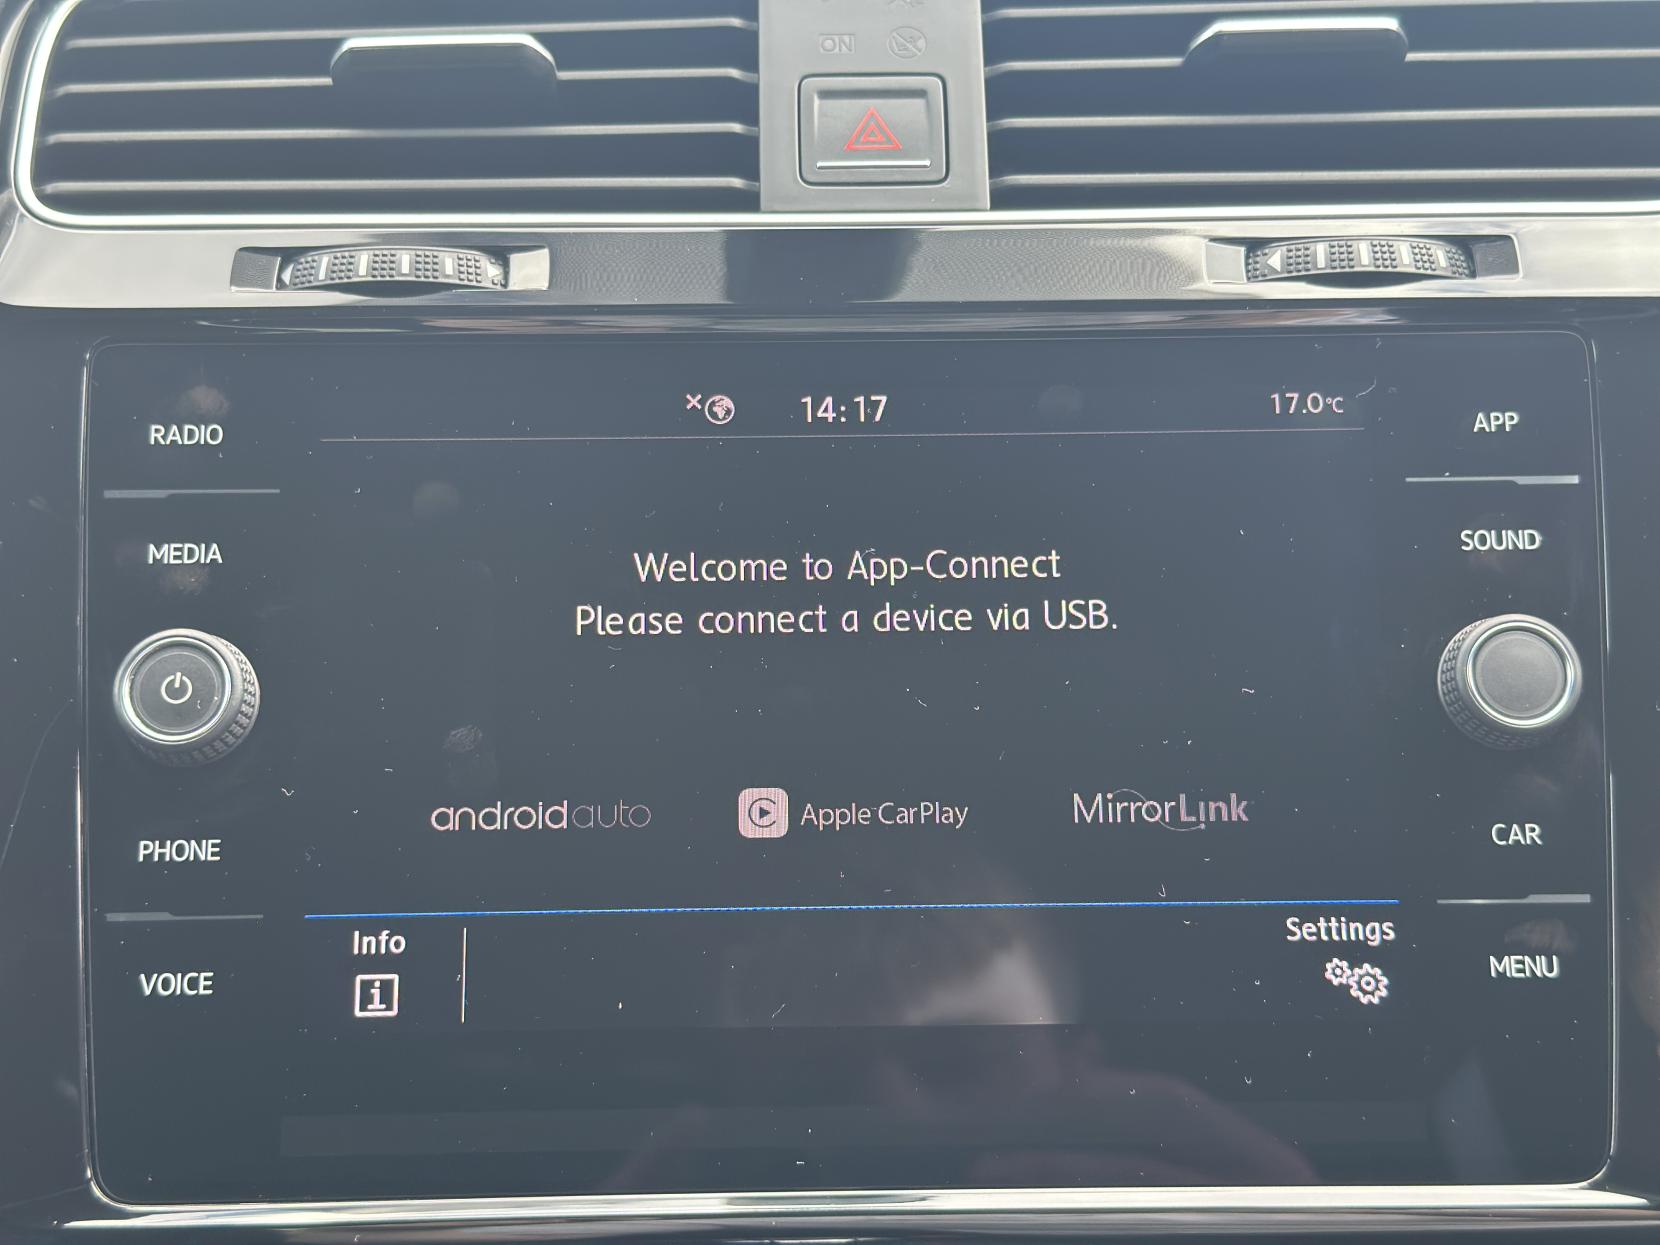 ON
14:17
17.0°C
RADIO
APP
MEDIA
SOUND
Welcome to App-Connect
Please connect a device via USB.
androidauto
Apple CarPlay
MirrorLink
PHONE
CAR
Info
Settings
VOICE
MENU